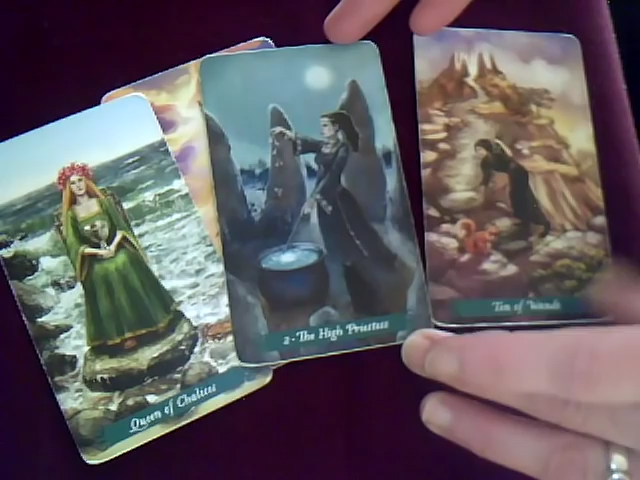 Queen of Chalices
2 - The High Priestess
Ten of Wands